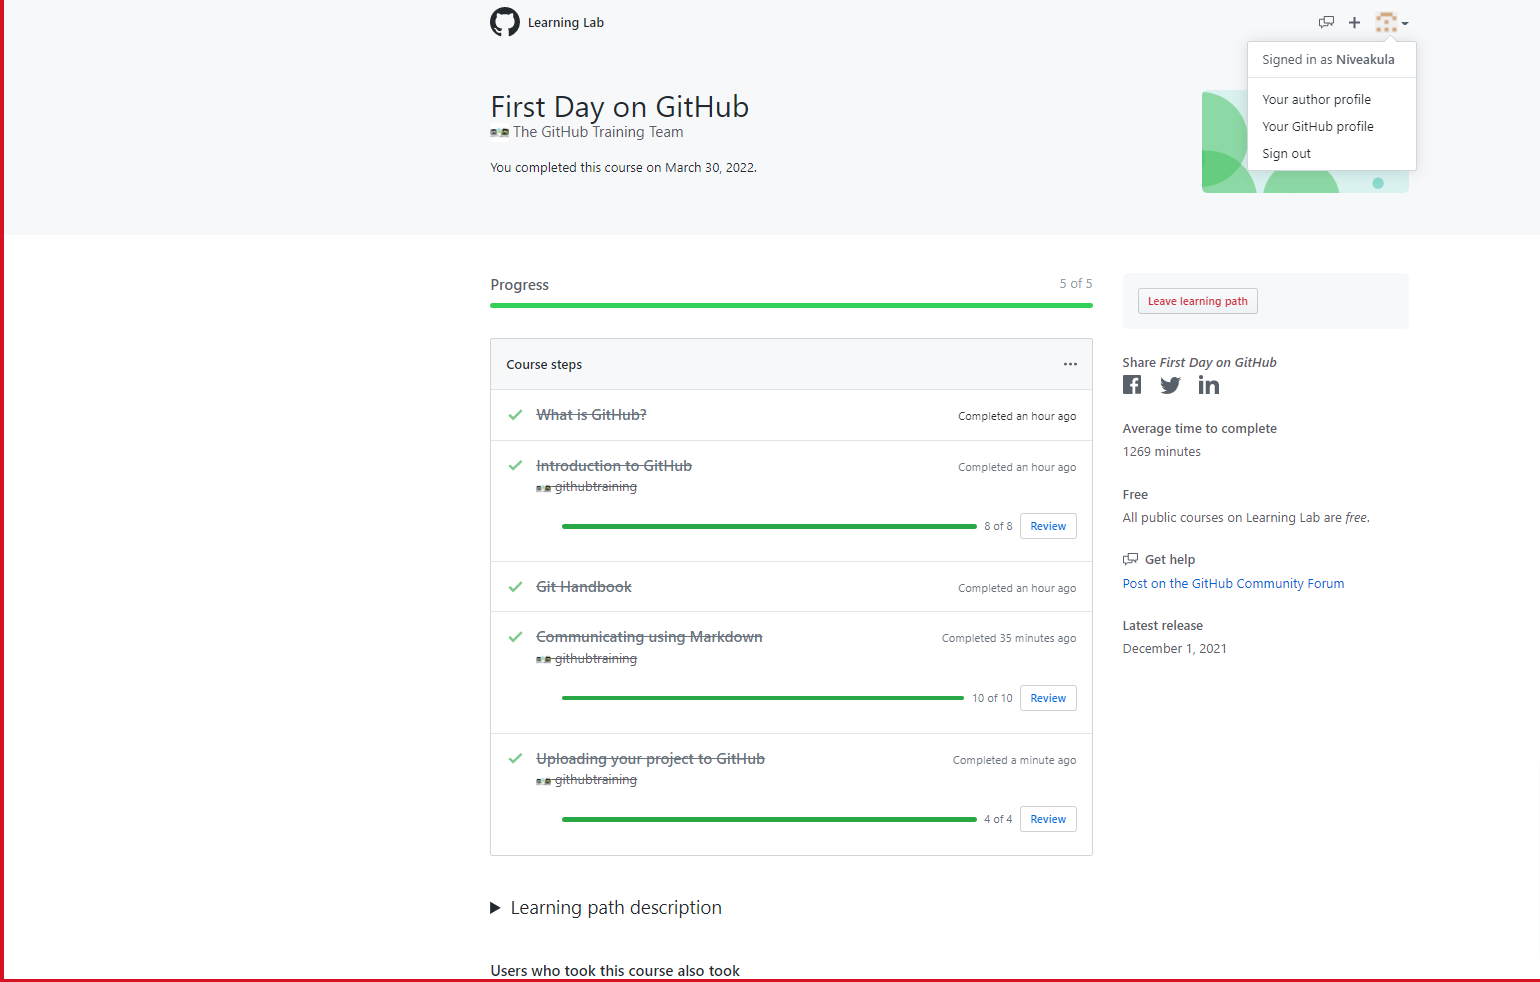 Learning Lab
Signed in as Niveakula
Your author profile
Your GitHub profile
Sign out
First Day on GitHub
The GitHub Training Team
You completed this course on March 30, 2022.
Progress
5 of 5
Course steps
What is GitHub?
Completed an hour ago
Introduction to GitHub
Completed an hour ago
githubtraining
8 of 8
Review
Git Handbook
Completed an hour ago
Communicating using Markdown
Completed 35 minutes ago
githubtraining
10 of 10
Review
Uploading your project to GitHub
Completed a minute ago
githubtraining
4 of 4
Review
Learning path description
Users who took this course also took
Leave learning path
Share First Day on GitHub
Average time to complete
1269 minutes
Free
All public courses on Learning Lab are free.
Get help
Post on the GitHub Community Forum
Latest release
December 1, 2021